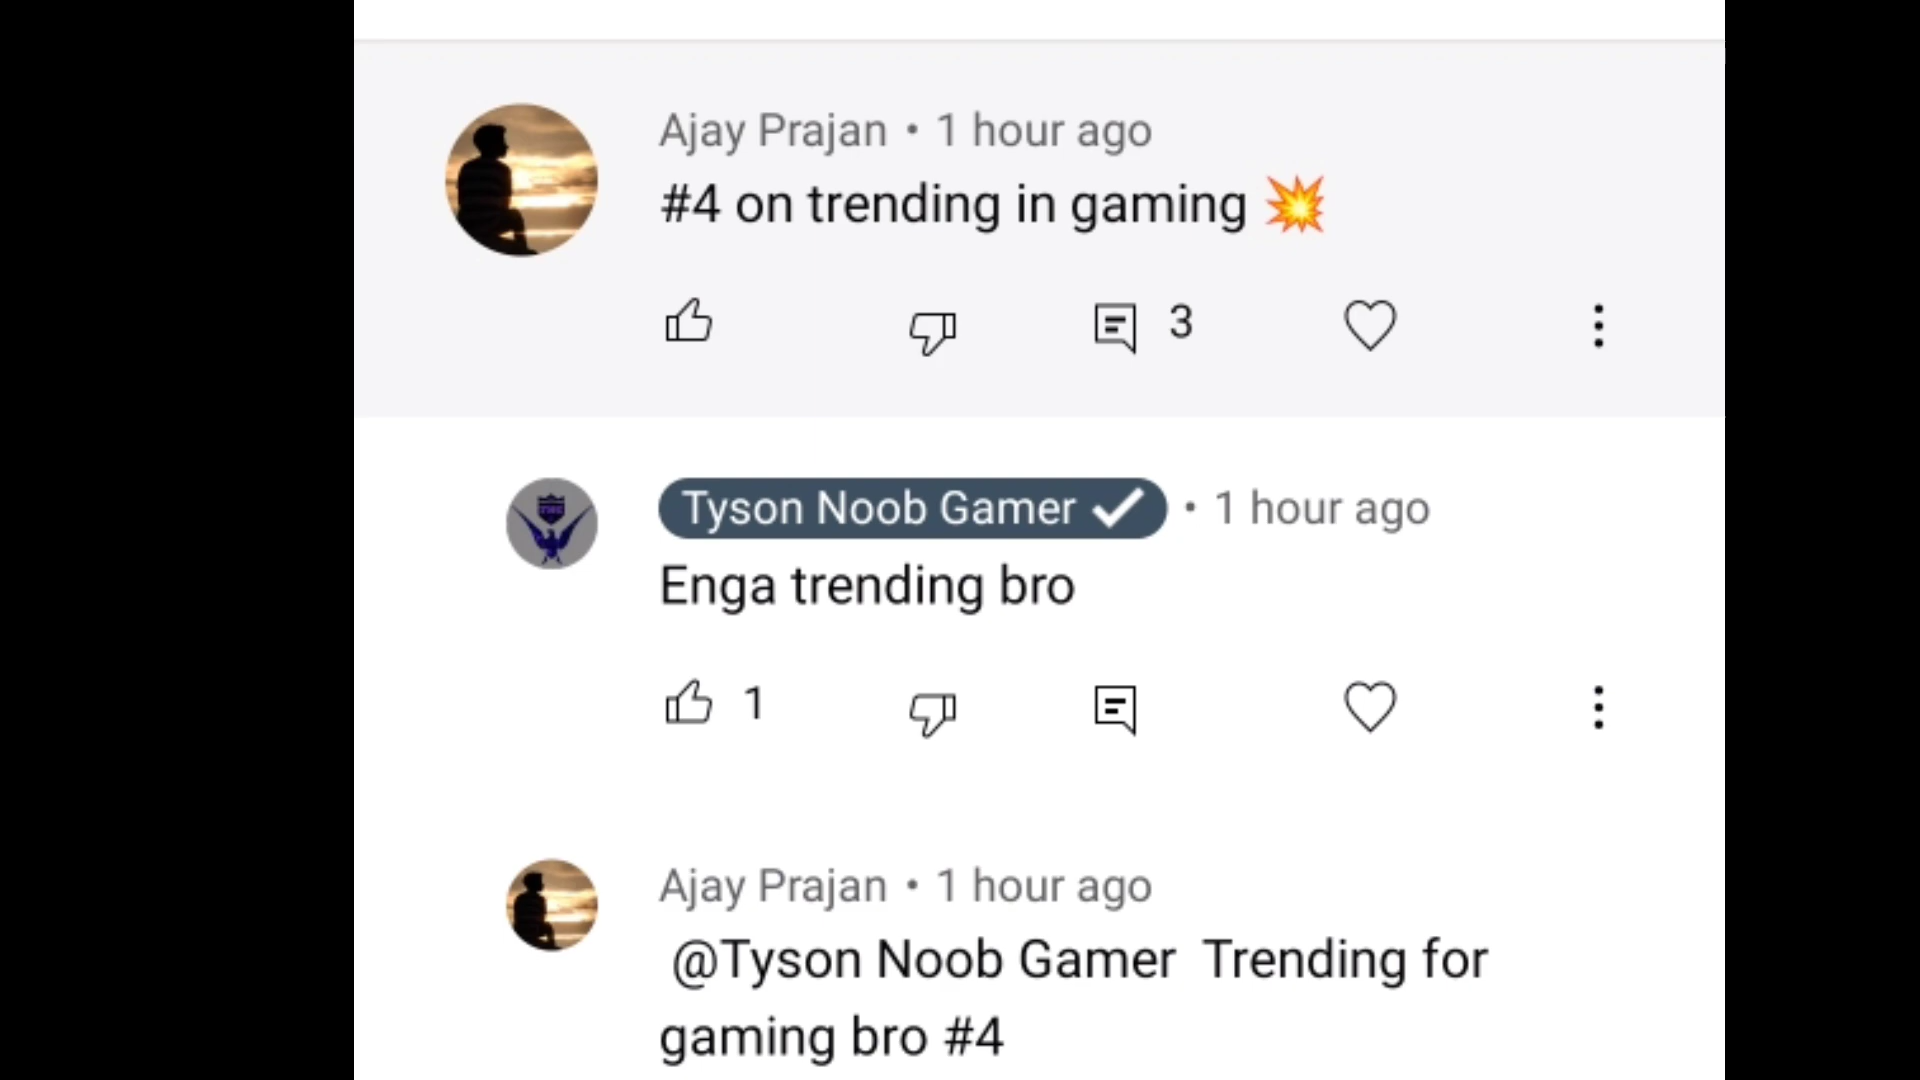 Ajay Prajan • 1 hour ago
#4 on trending in gaming 💥
3
Tyson Noob Gamer ✓ • 1 hour ago
Enga trending bro
1
Ajay Prajan • 1 hour ago
@Tyson Noob Gamer Trending for
gaming bro #4